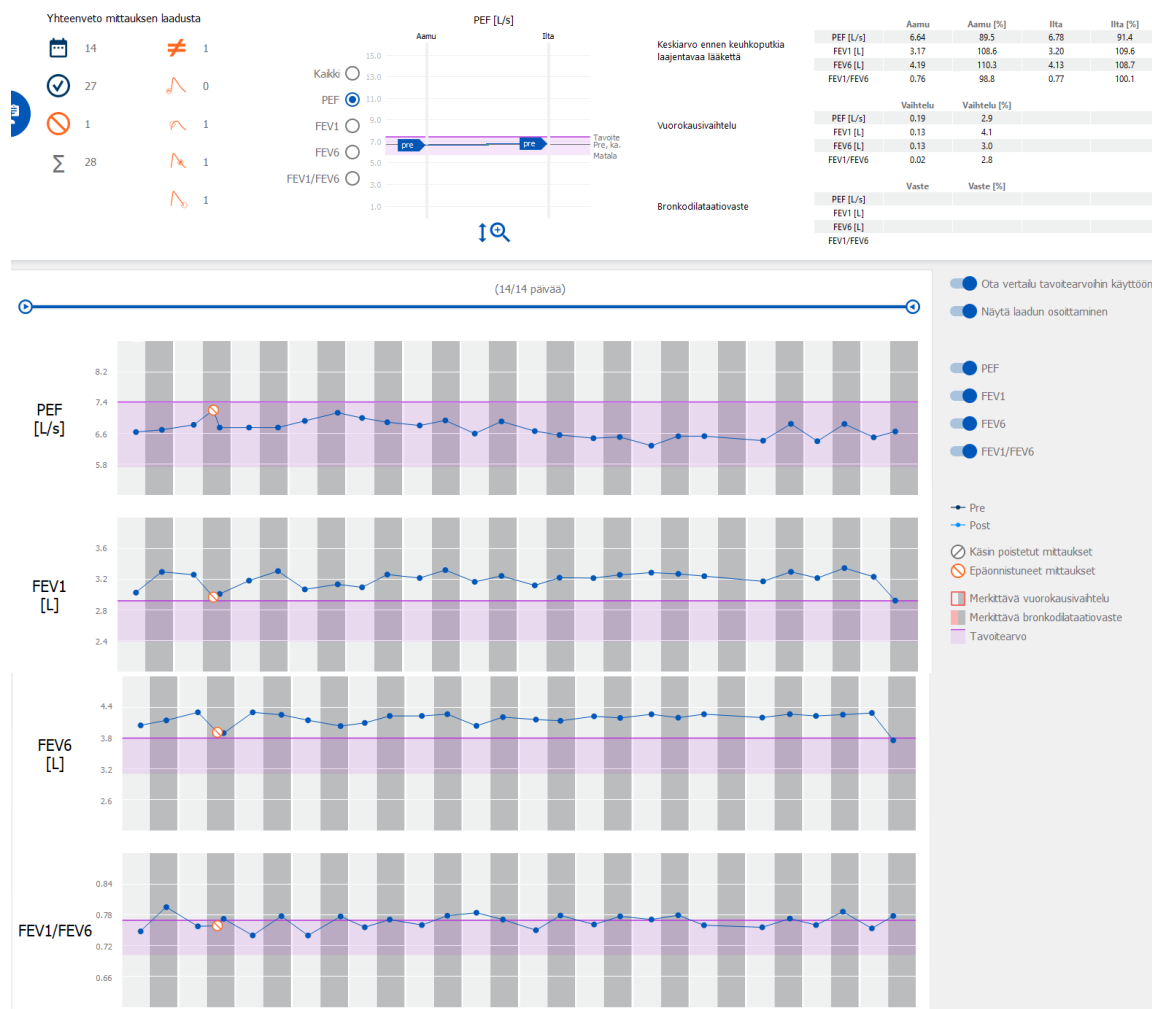 Yhteenveto mittauksen laadusta
14
1
27
0
1
1
28
1
1
PEF [L/s]
Aamu
Ilta
Kaikki
PEF
FEV1
FEV6
FEV1/FEV6
15.0
13.0
11.0
9.0
7.0
5.0
3.0
1.0
pre
pre
Tavoite
Pre, ka.
Matala
Keskiarvo ennen keuhkoputkia
laajentavaa lääkettä
Aamu Aamu [%] Ilta Ilta [%]
PEF [L/s] 6.64 89.5 6.78 91.4
FEV1 [L] 3.17 108.6 3.20 109.6
FEV6 [L] 4.19 110.3 4.13 108.7
FEV1/FEV6 0.76 98.8 0.77 100.1
Vuorokausivaihtelu
Vaihtelu Vaihtelu [%]
PEF [L/s] 0.19 2.9
FEV1 [L] 0.13 4.1
FEV6 [L] 0.13 3.0
FEV1/FEV6 0.02 2.8
Bronkodilataatiovaste
Vaste Vaste [%]
PEF [L/s]
FEV1 [L]
FEV6 [L]
FEV1/FEV6
(14/14 päivää)
PEF
[L/s]
8.2
7.4
6.6
5.8
FEV1
[L]
3.6
3.2
2.8
2.4
FEV6
[L]
4.4
3.8
3.2
2.6
FEV1/FEV6
0.84
0.78
0.72
0.66
Ota vertailu tavoitearvoihin käyttöön
Näytä laadun osoittaminen
PEF
FEV1
FEV6
FEV1/FEV6
Pre
Post
Käsin poistetut mittaukset
Epäonnistuneet mittaukset
Merkittävä vuorokausivaihtelu
Merkittävä bronkodilataatiovaste
Tavoitearvo